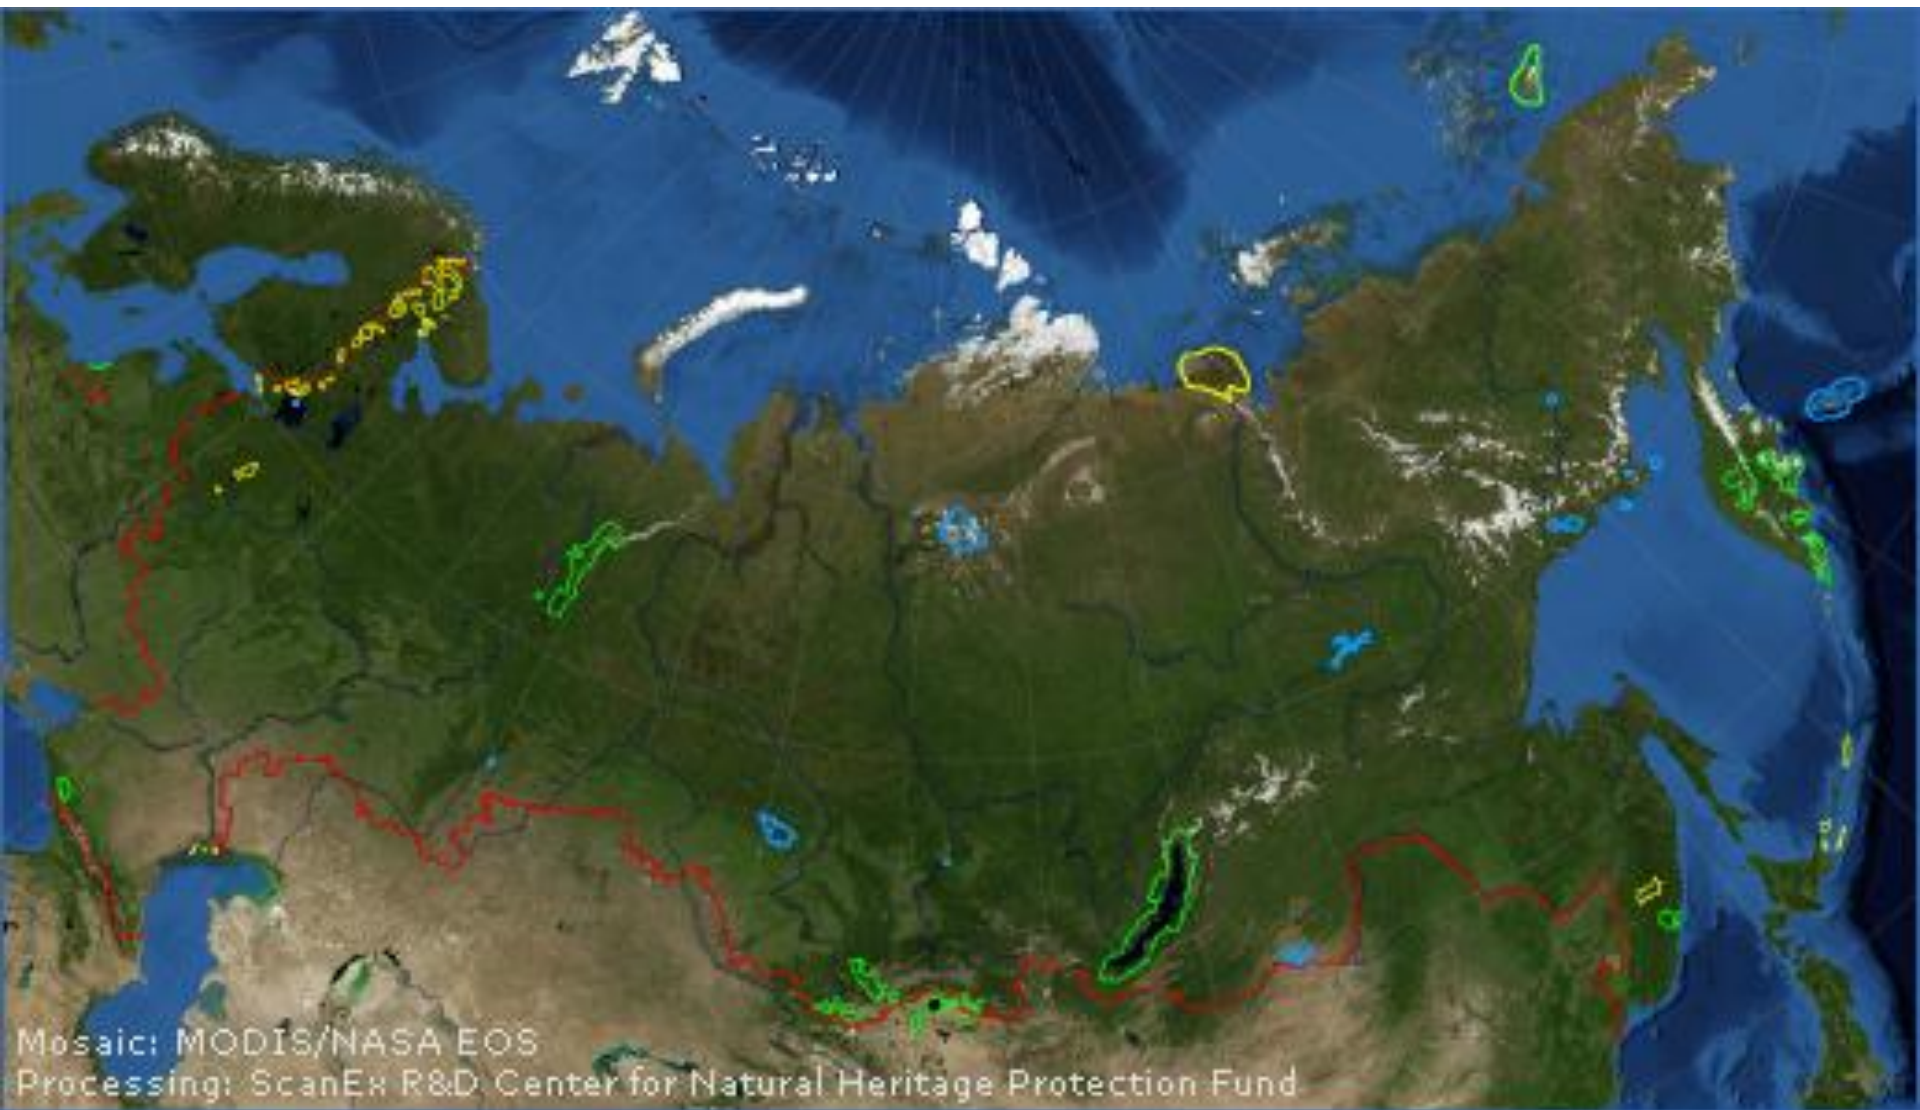 Mosaic: MODIS/NASA EOS
Processing: ScanEx R&D Center for Natural Heritage Protection Fund